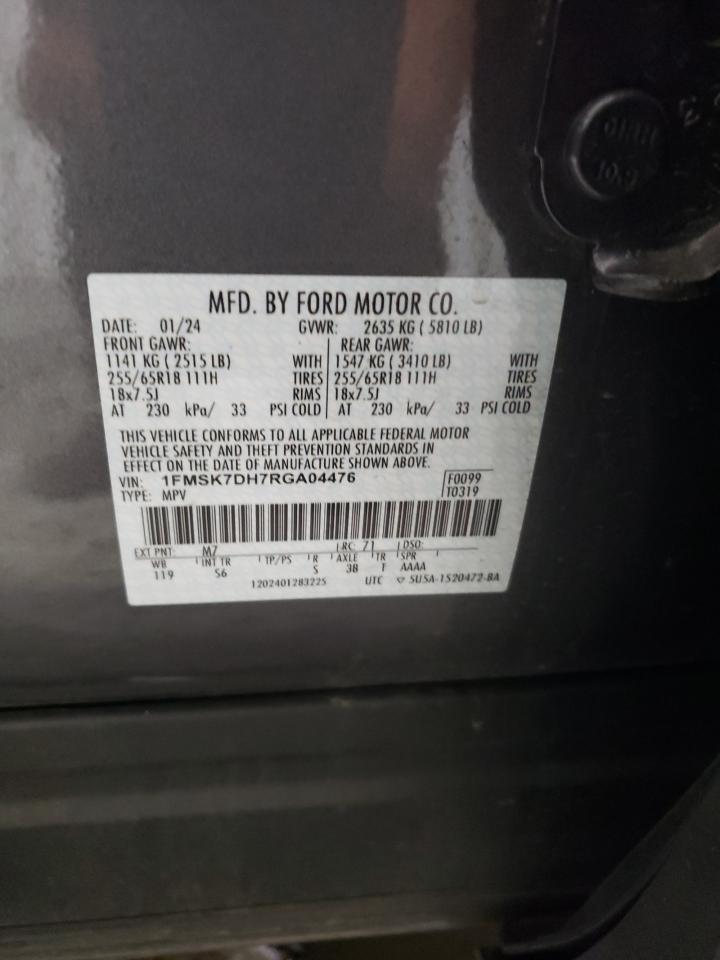 MFD. BY FORD MOTOR CO.
DATE: 01/24 GVWR: 2635 KG ( 5810 LB)
FRONT GAWR: REAR GAWR:
1141 KG ( 2515 LB) WITH 1547 KG ( 3410 LB) WITH
255/65R18 111H TIRES 255/65R18 111H TIRES
18x7.5J RIMS 18x7.5J RIMS
AT 230 kPa/ 33 PSI COLD AT 230 kPa/ 33 PSI COLD
THIS VEHICLE CONFORMS TO ALL APPLICABLE FEDERAL MOTOR
VEHICLE SAFETY AND THEFT PREVENTION STANDARDS IN
EFFECT ON THE DATE OF MANUFACTURE SHOWN ABOVE.
VIN: 1FMSK7DH7RGA04476 F0099
TYPE: MPV T0319
EXT PNT: M7 RC: 71 DSO:
WB INT TR TP/PS R AXLE TR SPR
119 S6 S 38 T AAAA
1202401283225 UTC SU5A-1520472-BA
10.9